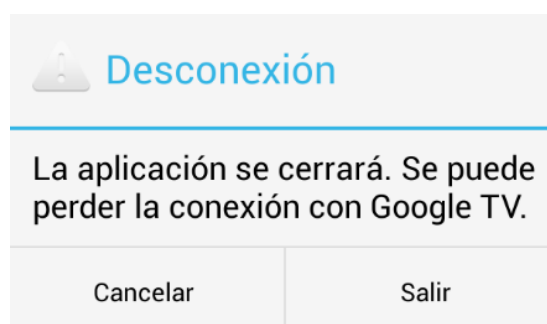 Desconexión
La aplicación se cerrará. Se puede
perder la conexión con Google TV.
Cancelar Salir